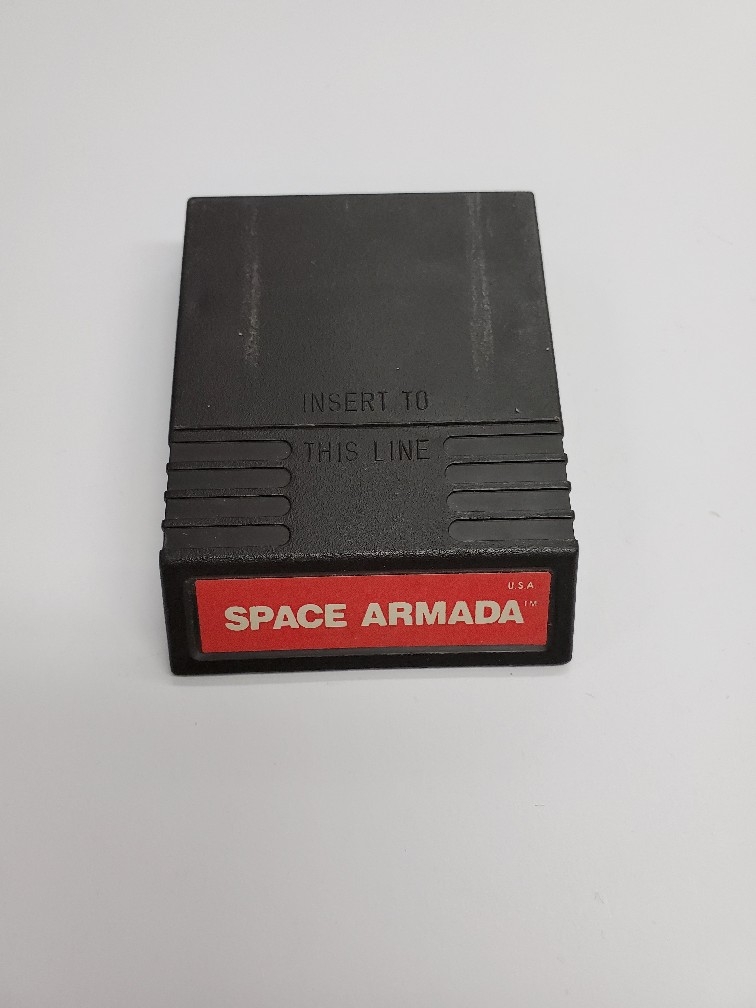 INSERT TO
THIS LINE
U.S.A
SPACE ARMADA™